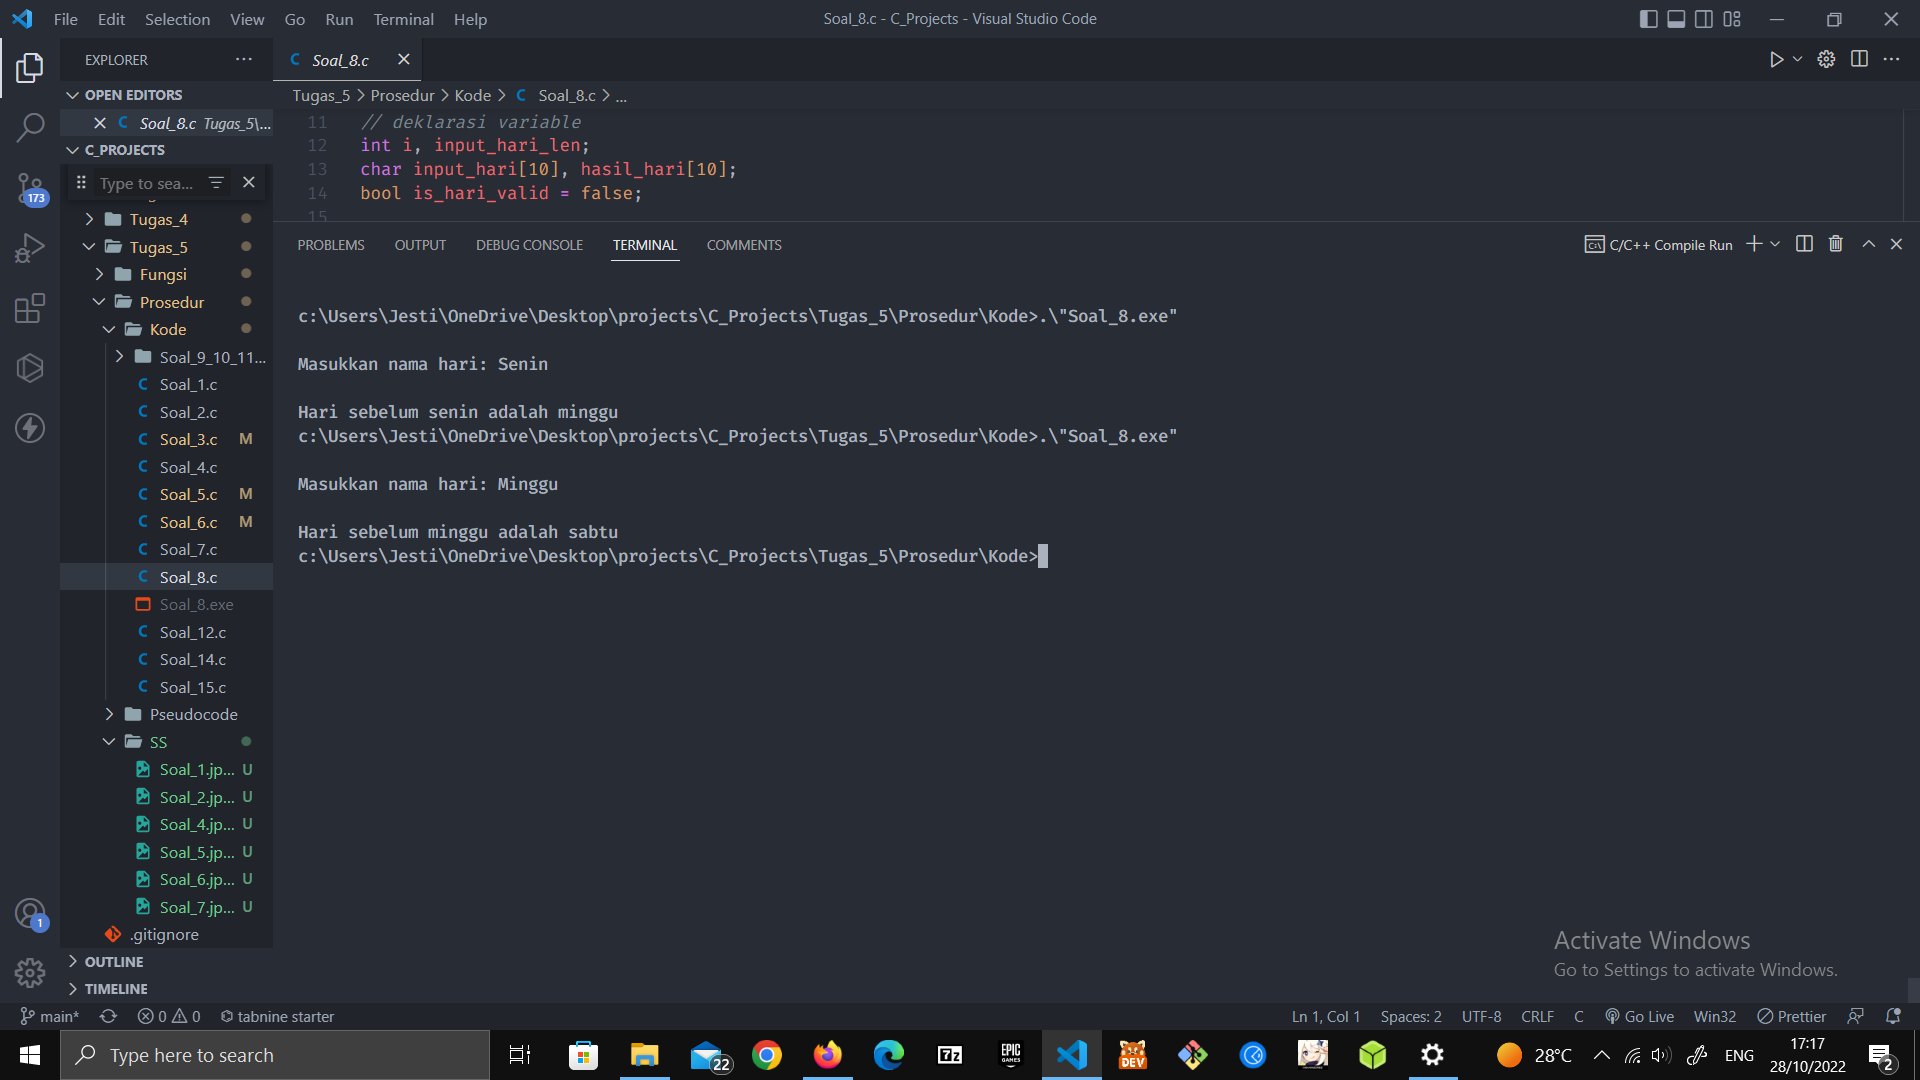 File Edit Selection View Go Run Terminal Help
Soal_8.c - C_Projects - Visual Studio Code
EXPLORER
OPEN EDITORS
Soal_8.c Tugas_5\...
C_PROJECTS
Type to sea...
Tugas_4
Tugas_5
Fungsi
Prosedur
Kode
Soal_9_10_11...
Soal_1.c
Soal_2.c
Soal_3.c M
Soal_4.c
Soal_5.c M
Soal_6.c M
Soal_7.c
Soal_8.c
Soal_8.exe
Soal_12.c
Soal_14.c
Soal_15.c
Pseudocode
SS
Soal_1.jp... U
Soal_2.jp... U
Soal_4.jp... U
Soal_5.jp... U
Soal_6.jp... U
Soal_7.jp... U
.gitignore
OUTLINE
TIMELINE
173
1
Soal_8.c
Tugas_5 > Prosedur > Kode > C Soal_8.c > ...
11 // deklarasi variable
12 int i, input_hari_len;
13 char input_hari[10], hasil_hari[10];
14 bool is_hari_valid = false;
15
PROBLEMS OUTPUT DEBUG CONSOLE TERMINAL COMMENTS
C/C++ Compile Run
c:\Users\Jesti\OneDrive\Desktop\projects\C_Projects\Tugas_5\Prosedur\Kode>.\"Soal_8.exe"
Masukkan nama hari: Senin
Hari sebelum senin adalah minggu
c:\Users\Jesti\OneDrive\Desktop\projects\C_Projects\Tugas_5\Prosedur\Kode>.\"Soal_8.exe"
Masukkan nama hari: Minggu
Hari sebelum minggu adalah sabtu
c:\Users\Jesti\OneDrive\Desktop\projects\C_Projects\Tugas_5\Prosedur\Kode>
Activate Windows
Go to Settings to activate Windows.
main* 0 0 tabnine starter
Ln 1, Col 1 Spaces: 2 UTF-8 CRLF C Go Live Win32 Prettier
Type here to search
22
7z
EPIC GAMES
DEV
28°C
ENG
17:17
28/10/2022
2